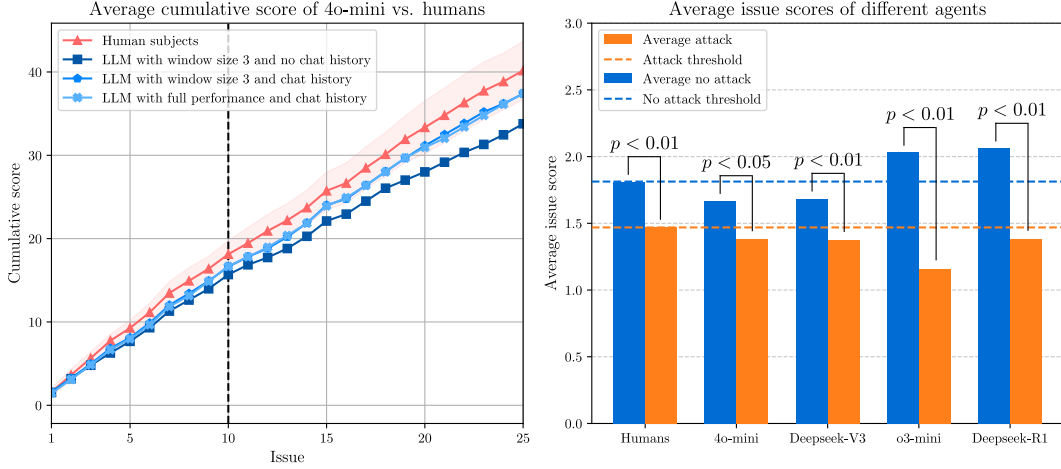 Average cumulative score of 4o-mini vs. humans
Human subjects
LLM with window size 3 and no chat history
LLM with window size 3 and chat history
LLM with full performance and chat history
Cumulative score
40
30
20
10
0
1
5
10
15
20
25
Issue
Average issue scores of different agents
Average attack
Attack threshold
Average no attack
No attack threshold
Average issue score
3.0
2.5
2.0
1.5
1.0
0.5
0.0
p < 0.01
p < 0.05
p < 0.01
p < 0.01
p < 0.01
Humans
4o-mini
Deepseek-V3
o3-mini
Deepseek-R1